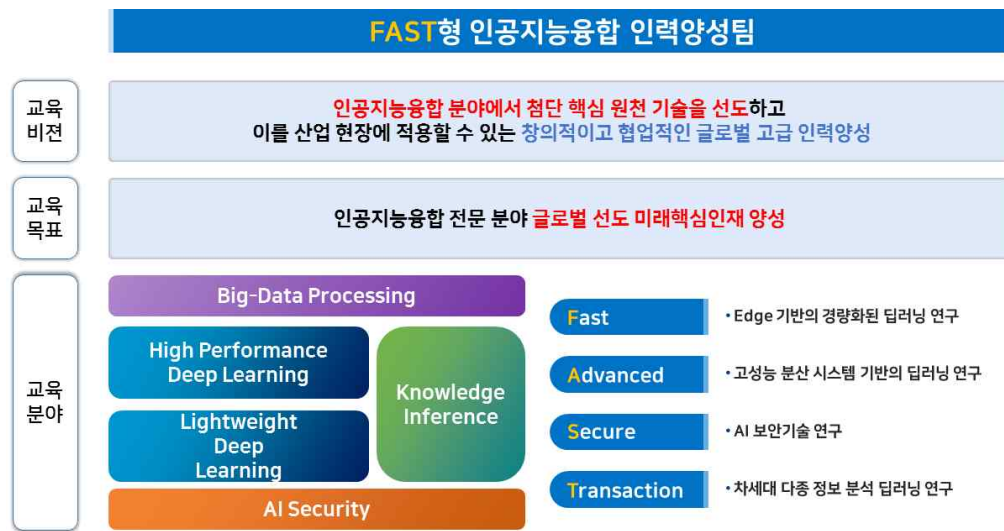 FAST형 인공지능융합 인력양성팀
교육
비젼
인공지능융합 분야에서 첨단 핵심 원천 기술을 선도하고
이를 산업 현장에 적용할 수 있는 창의적이고 협업적인 글로벌 고급 인력양성
교육
목표
인공지능융합 전문 분야 글로벌 선도 미래핵심인재 양성
교육
분야
Big-Data Processing
High Performance
Deep Learning
Lightweight
Deep
Learning
Knowledge
Inference
AI Security
Fast
• Edge 기반의 경량화된 딥러닝 연구
Advanced
• 고성능 분산 시스템 기반의 딥러닝 연구
Secure
• AI 보안기술 연구
Transaction
• 차세대 다종 정보 분석 딥러닝 연구